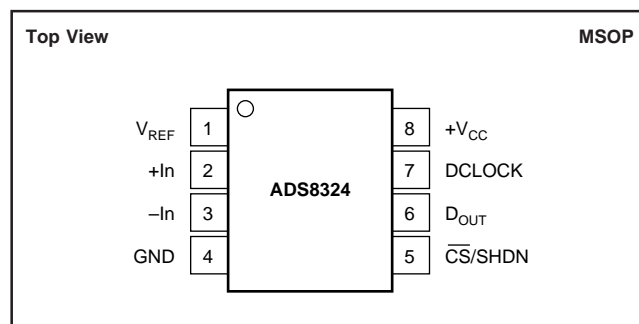 Top View MSOP
V_REF 1 8 +V_CC
+In 2 7 DCLOCK
ADS8324
–In 3 6 D_OUT
GND 4 5 C̅S̅/SHDN